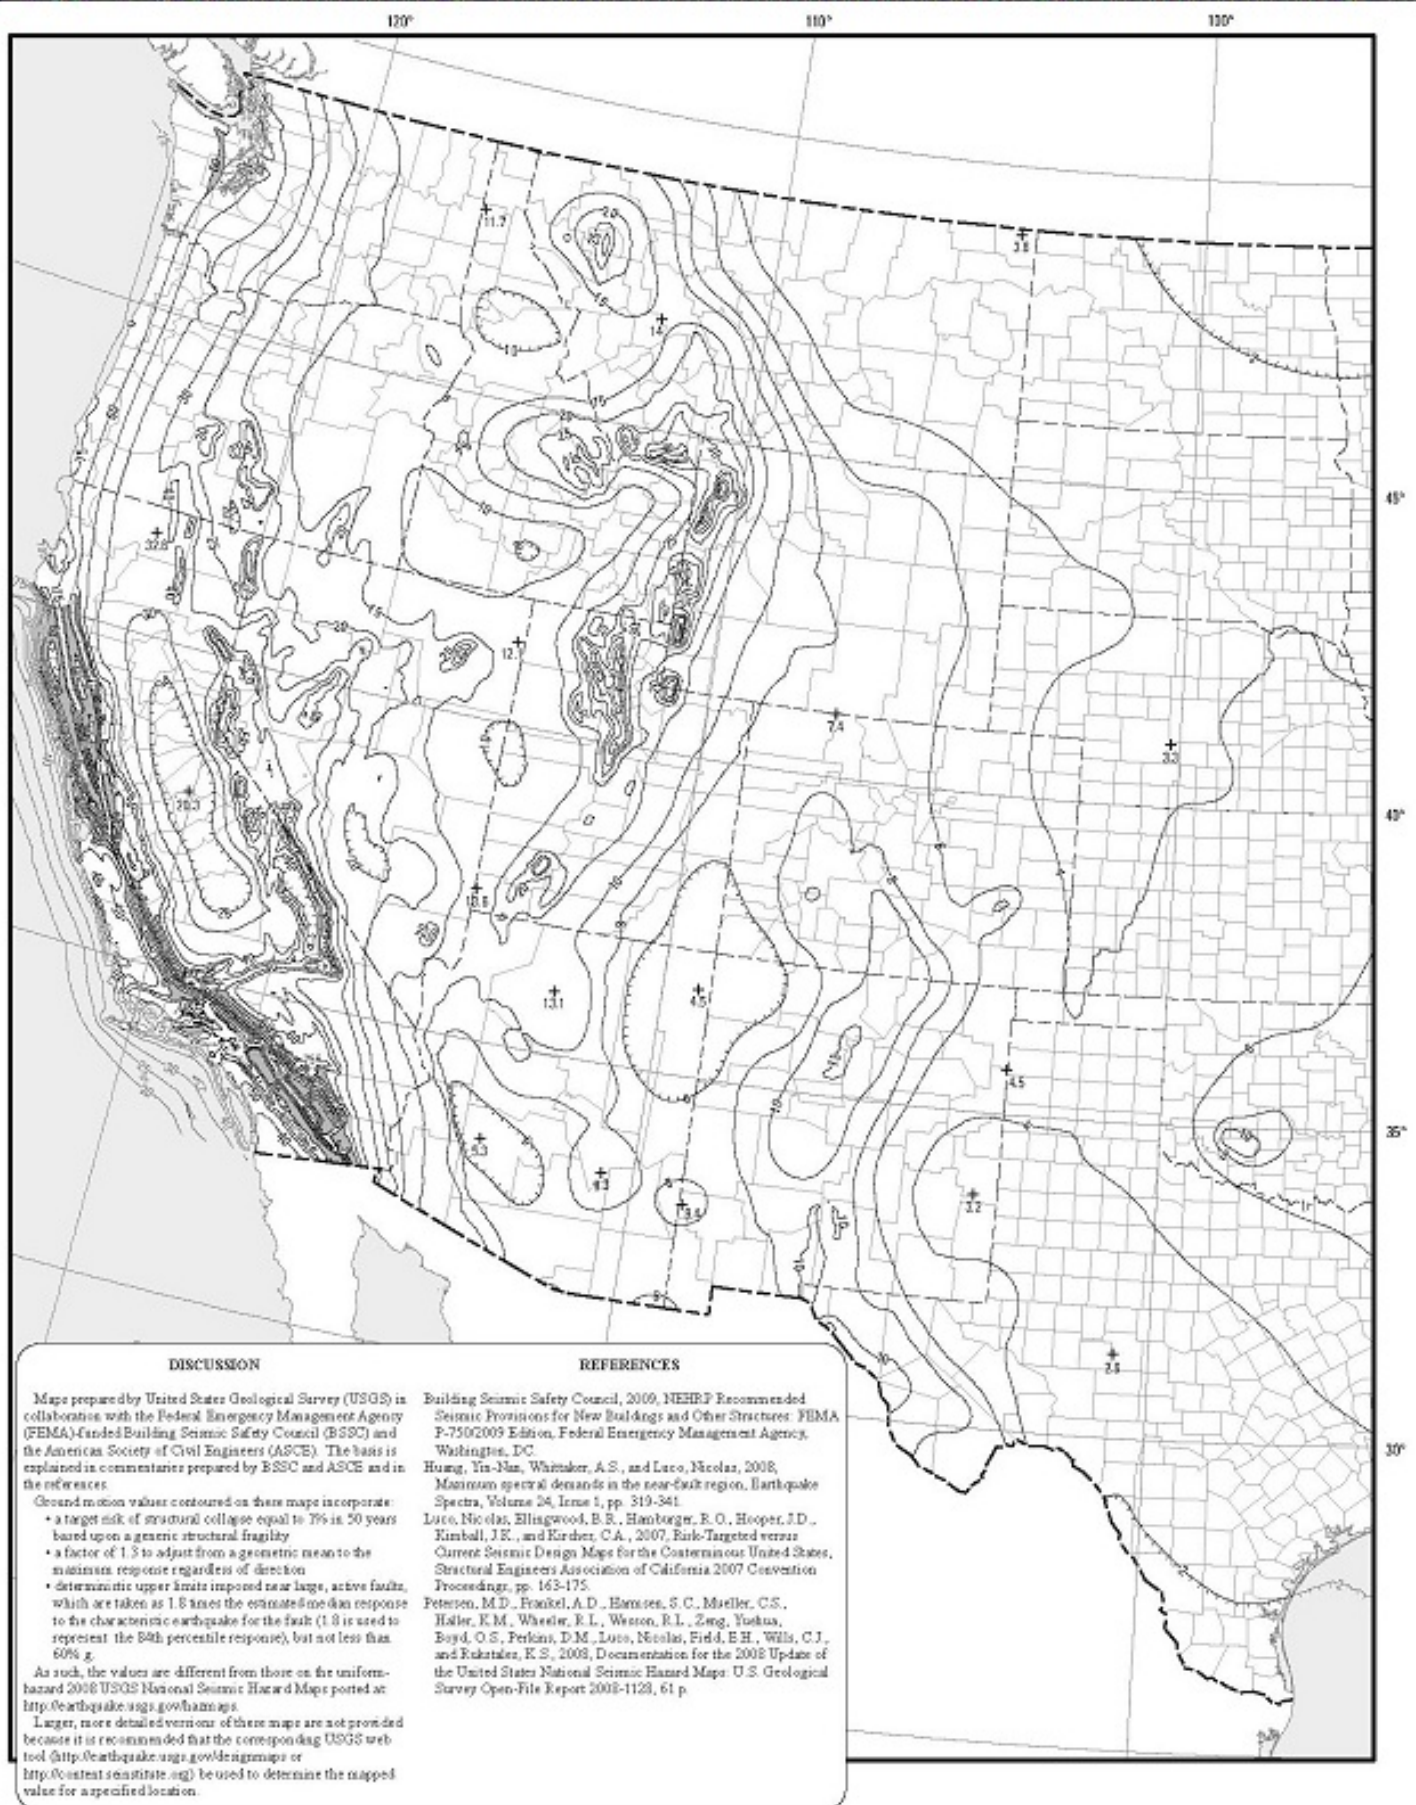 120° 110° 100°
11.7
20
3.8
14
10
10
2
15
20
25
45°
10
32.8
15
12.7
7.4
3.3
20.3
40°
13.6
13.1
4.5
4.5
10
35°
6.3
9.3
3.2
10
2.6
20
30°
2
DISCUSSION
Maps prepared by United States Geological Survey (USGS) in
collaboration with the Federal Emergency Management Agency
(FEMA)-funded Building Seismic Safety Council (BSSC) and
the American Society of Civil Engineers (ASCE). The basis is
explained in commentaries prepared by BSSC and ASCE and in
the references.
Ground motion values contoured on these maps incorporate:
• a target risk of structural collapse equal to 1% in 50 years
based upon a generic structural fragility
• a factor of 1.3 to adjust from a geometric mean to the
maximum response regardless of direction
• deterministic upper limits imposed near large, active faults,
which are taken as 1.8 times the estimated median response
to the characteristic earthquake for the fault (1.8 is used to
represent the 84th percentile response), but not less than
60% g.
As such, the values are different from those on the uniform-
hazard 2008 USGS National Seismic Hazard Maps posted at:
http://earthquake.usgs.gov/hazmaps.
Larger, more detailed versions of these maps are not provided
because it is recommended that the corresponding USGS web
tool (http://earthquake.usgs.gov/designmaps or
http://content.seinstitute.org) be used to determine the mapped
value for a specified location.
REFERENCES
Building Seismic Safety Council, 2009, NEHRP Recommended
Seismic Provisions for New Buildings and Other Structures: FEMA
P-750/2009 Edition, Federal Emergency Management Agency,
Washington, DC.
Huang, Yin-Nan, Whittaker, A.S., and Luco, Nicolas, 2008,
Maximum spectral demands in the near-fault region, Earthquake
Spectra, Volume 24, Issue 1, pp. 319-341.
Luco, Nicolas, Ellingwood, B.R., Hamburger, R.O., Hooper, J.D.,
Kimball, J.K., and Kircher, C.A., 2007, Risk-Targeted versus
Current Seismic Design Maps for the Conterminous United States,
Structural Engineers Association of California 2007 Convention
Proceedings, pp. 163-175.
Petersen, M.D., Frankel, A.D., Harmsen, S.C., Mueller, C.S.,
Haller, K.M., Wheeler, R.L., Wesson, R.L., Zeng, Yuehua,
Boyd, O.S., Perkins, D.M., Luco, Nicolas, Field, E.H., Wills, C.J.,
and Rukstales, K.S., 2008, Documentation for the 2008 Update of
the United States National Seismic Hazard Maps: U.S. Geological
Survey Open-File Report 2008-1128, 61 p.